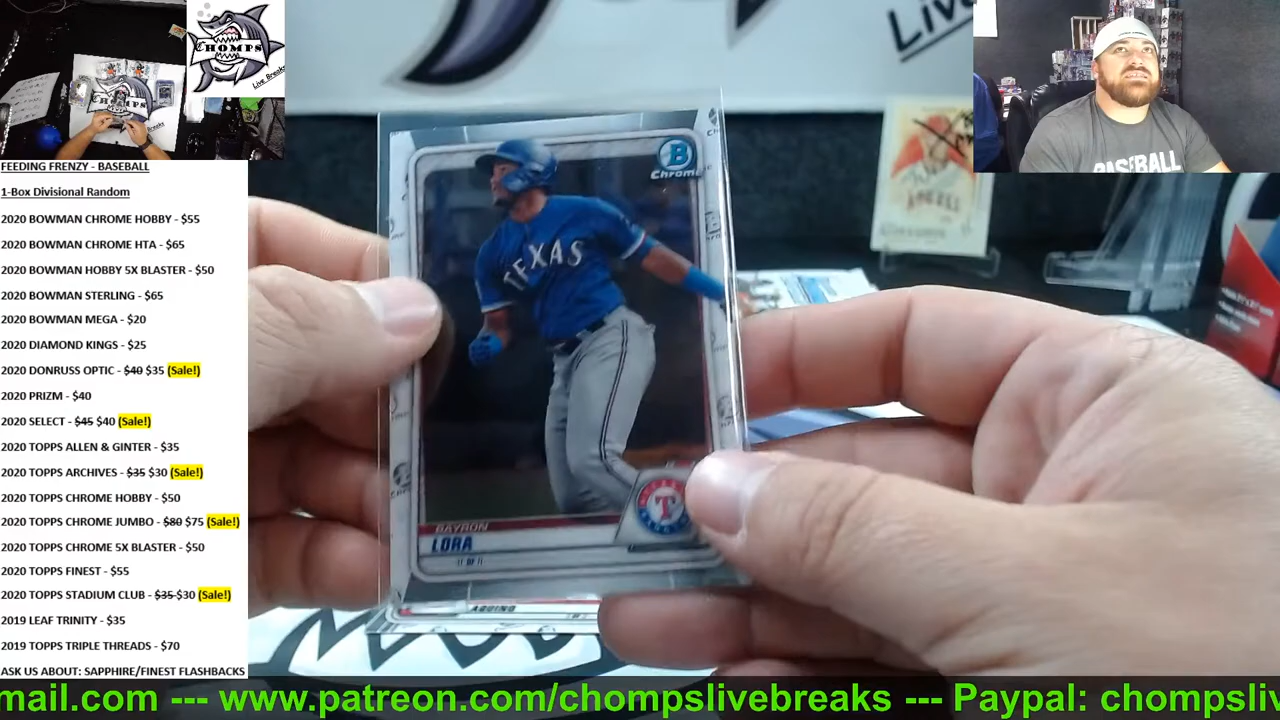 CHOMPS
Live Breaks
FEEDING FRENZY - BASEBALL
1-Box Divisional Random
2020 BOWMAN CHROME HOBBY - $55
2020 BOWMAN CHROME HTA - $65
2020 BOWMAN HOBBY 5X BLASTER - $50
2020 BOWMAN STERLING - $65
2020 BOWMAN MEGA - $20
2020 DIAMOND KINGS - $25
2020 DONRUSS OPTIC - $40 $35 (Sale!)
2020 PRIZM - $40
2020 SELECT - $45 $40 (Sale!)
2020 TOPPS ALLEN & GINTER - $35
2020 TOPPS ARCHIVES - $35 $30 (Sale!)
2020 TOPPS CHROME HOBBY - $50
2020 TOPPS CHROME JUMBO - $80 $75 (Sale!)
2020 TOPPS CHROME 5X BLASTER - $50
2020 TOPPS FINEST - $55
2020 TOPPS STADIUM CLUB - $35 $30 (Sale!)
2019 LEAF TRINITY - $35
2019 TOPPS TRIPLE THREADS - $70
ASK US ABOUT: SAPPHIRE/FINEST FLASHBACKS
CHOMPS
Live
B
Chrome
TEXAS
T
BAYRON
LORA
AQUINO
BASEBALL
mail.com --- www.patreon.com/chompslivebreaks --- Paypal: chompsliv